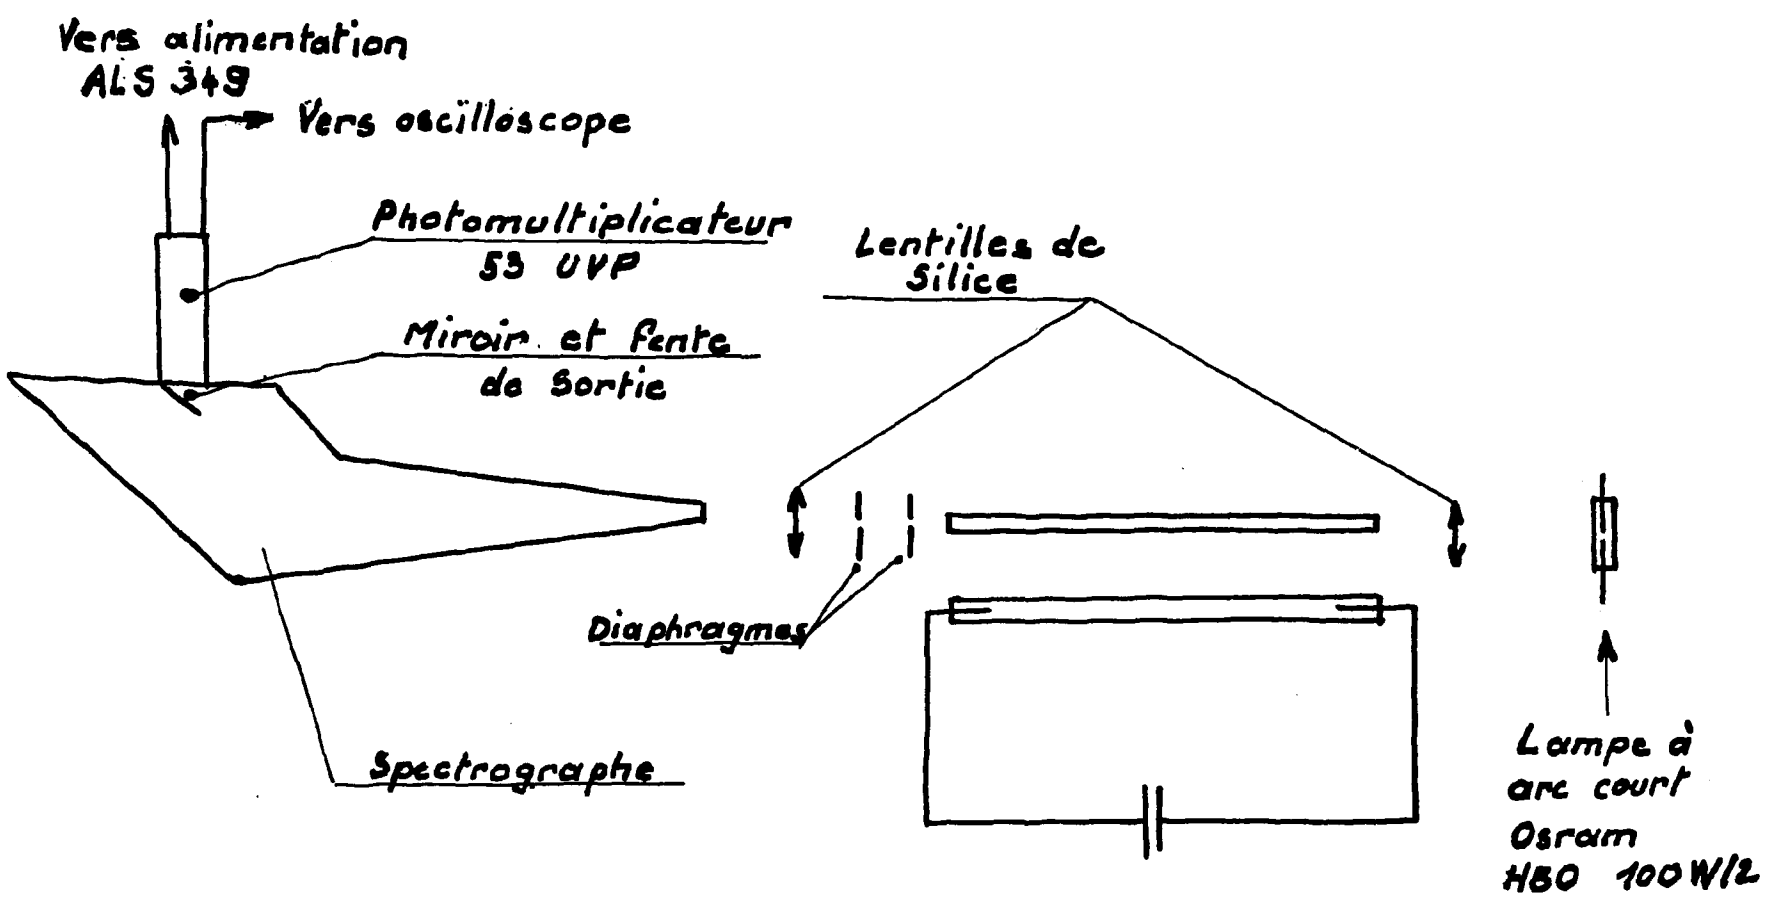 Vers alimentation
ALS 349
Vers oscilloscope
Photomultiplicateur
53 UVP
Lentilles de
Silice
Miroir et fente
de Sortie
Diaphragmes
Spectrographe
Lampe à
arc court
Osram
HBO 100W/2